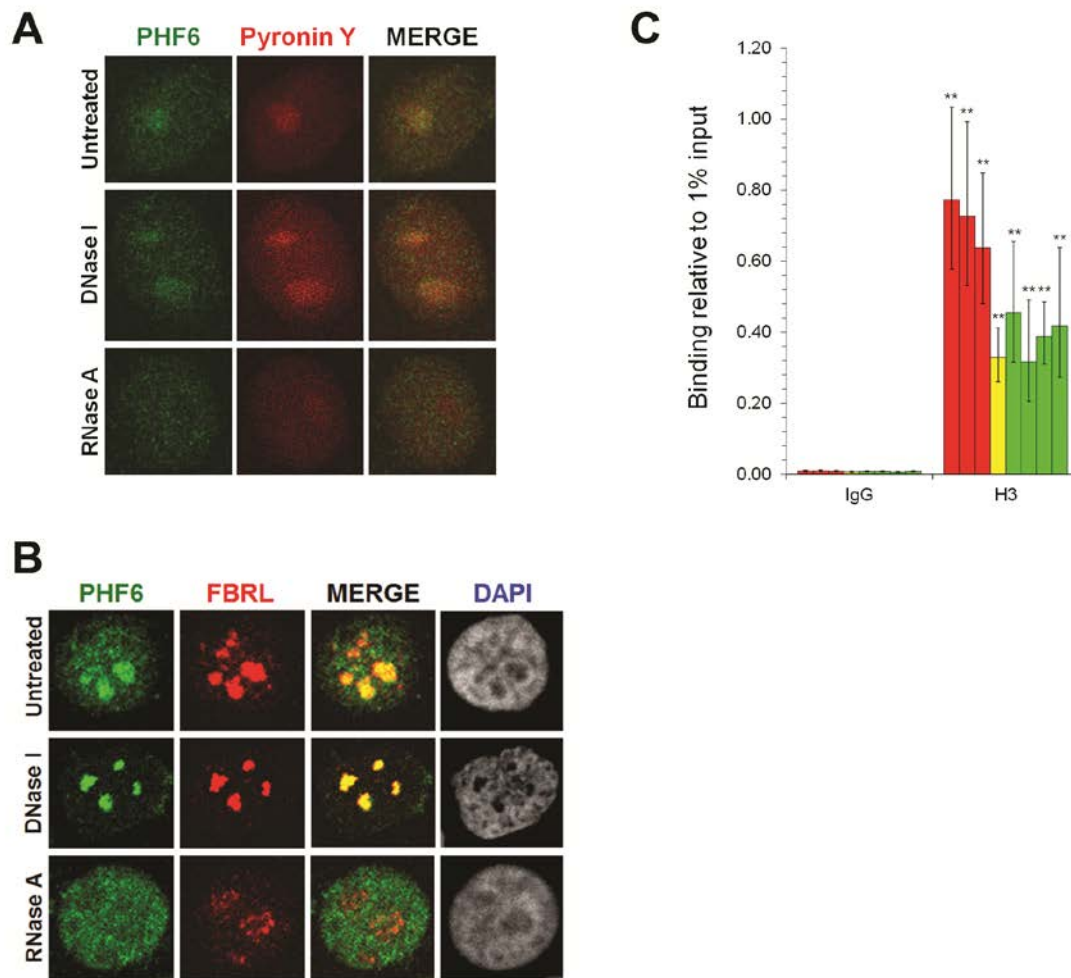 A
PHF6 Pyronin Y MERGE
Untreated
DNase I
RNase A
B
PHF6 FBRL MERGE DAPI
Untreated
DNase I
RNase A
C
Binding relative to 1% input
1.20
1.00
0.80
0.60
0.40
0.20
0.00
** ** ** ** ** ** ** **
IgG H3